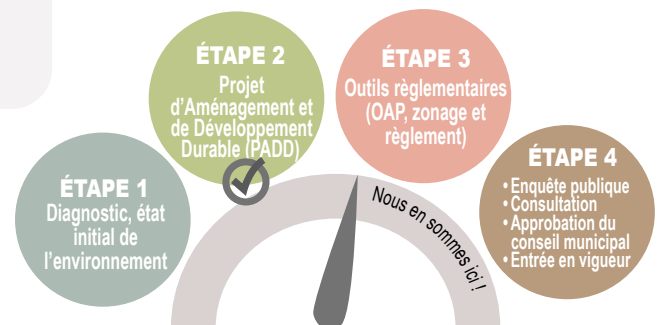 ÉTAPE 1
Diagnostic, état
initial de
l’environnement
ÉTAPE 2
Projet
d’Aménagement et
de Développement
Durable (PADD)
ÉTAPE 3
Outils règlementaires
(OAP, zonage et
règlement)
ÉTAPE 4
• Enquête publique
• Consultation
• Approbation du
conseil municipal
• Entrée en vigueur
Nous en sommes ici !